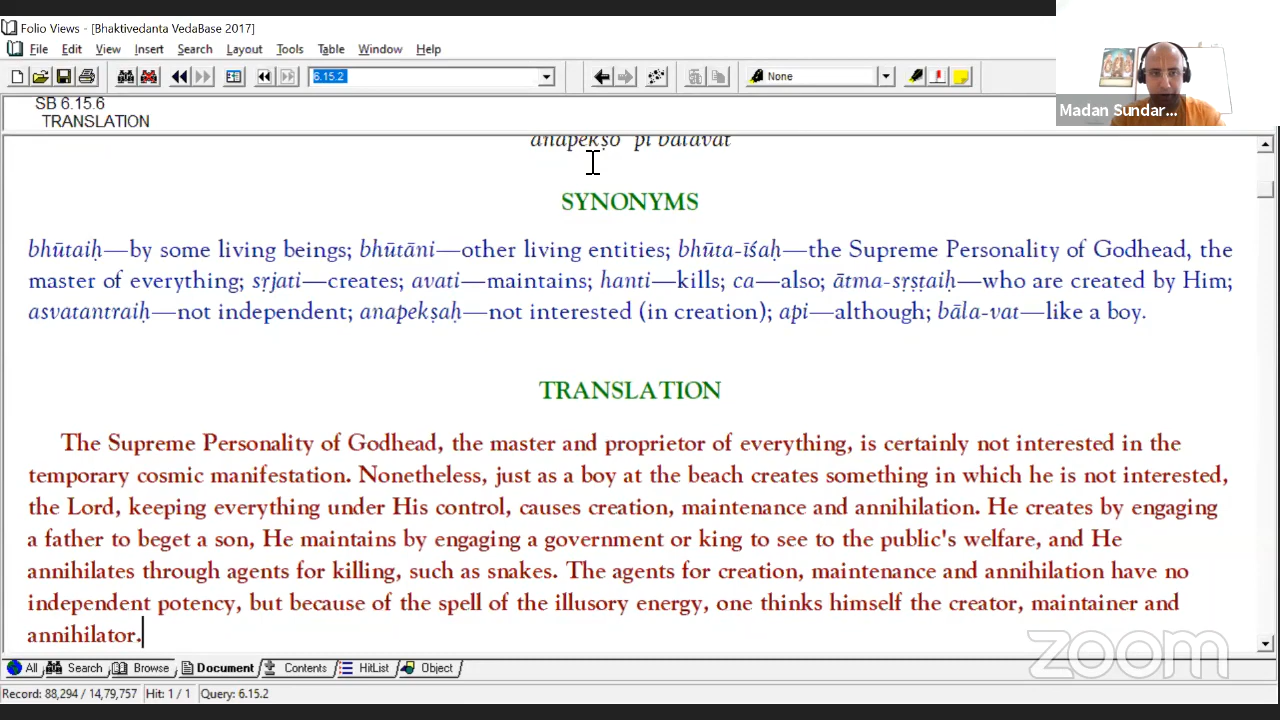 Folio Views - [Bhaktivedanta VedaBase 2017]
File Edit View Insert Search Layout Tools Table Window Help
6.15.2
None
SB 6.15.6
TRANSLATION
Madan Sundar...
anapekṣo 'pi bālavat
SYNONYMS
bhūtaiḥ—by some living beings; bhūtāni—other living entities; bhūta-īśaḥ—the Supreme Personality of Godhead, the
master of everything; sṛjati—creates; avati—maintains; hanti—kills; ca—also; ātma-sṛṣṭaiḥ—who are created by Him;
asvatantraiḥ—not independent; anapekṣaḥ—not interested (in creation); api—although; bāla-vat—like a boy.
TRANSLATION
The Supreme Personality of Godhead, the master and proprietor of everything, is certainly not interested in the
temporary cosmic manifestation. Nonetheless, just as a boy at the beach creates something in which he is not interested,
the Lord, keeping everything under His control, causes creation, maintenance and annihilation. He creates by engaging
a father to beget a son, He maintains by engaging a government or king to see to the public's welfare, and He
annihilates through agents for killing, such as snakes. The agents for creation, maintenance and annihilation have no
independent potency, but because of the spell of the illusory energy, one thinks himself the creator, maintainer and
annihilator.
zoom
All Search Browse Document Contents HitList Object
Record: 88,294 / 14,79,757 Hit: 1 / 1 Query: 6.15.2